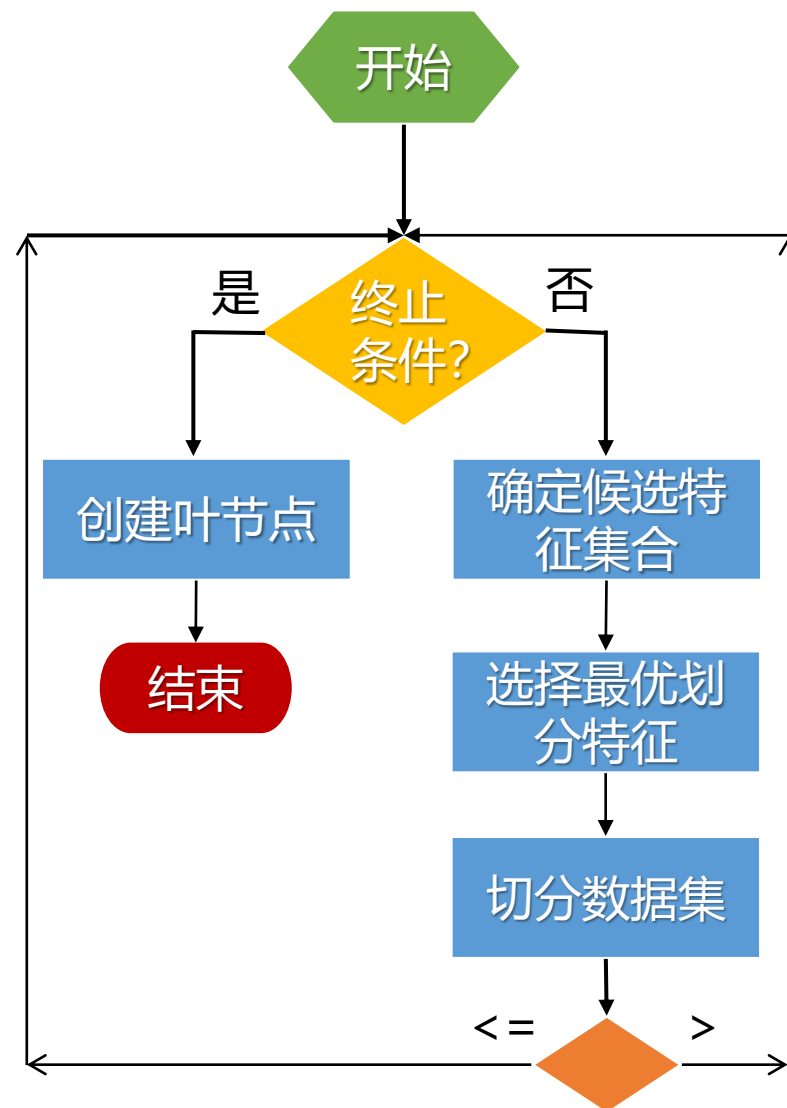 开始
是
否
终止
条件？
创建叶节点
确定候选特
征集合
选择最优划
分特征
结束
切分数据集
<=
>